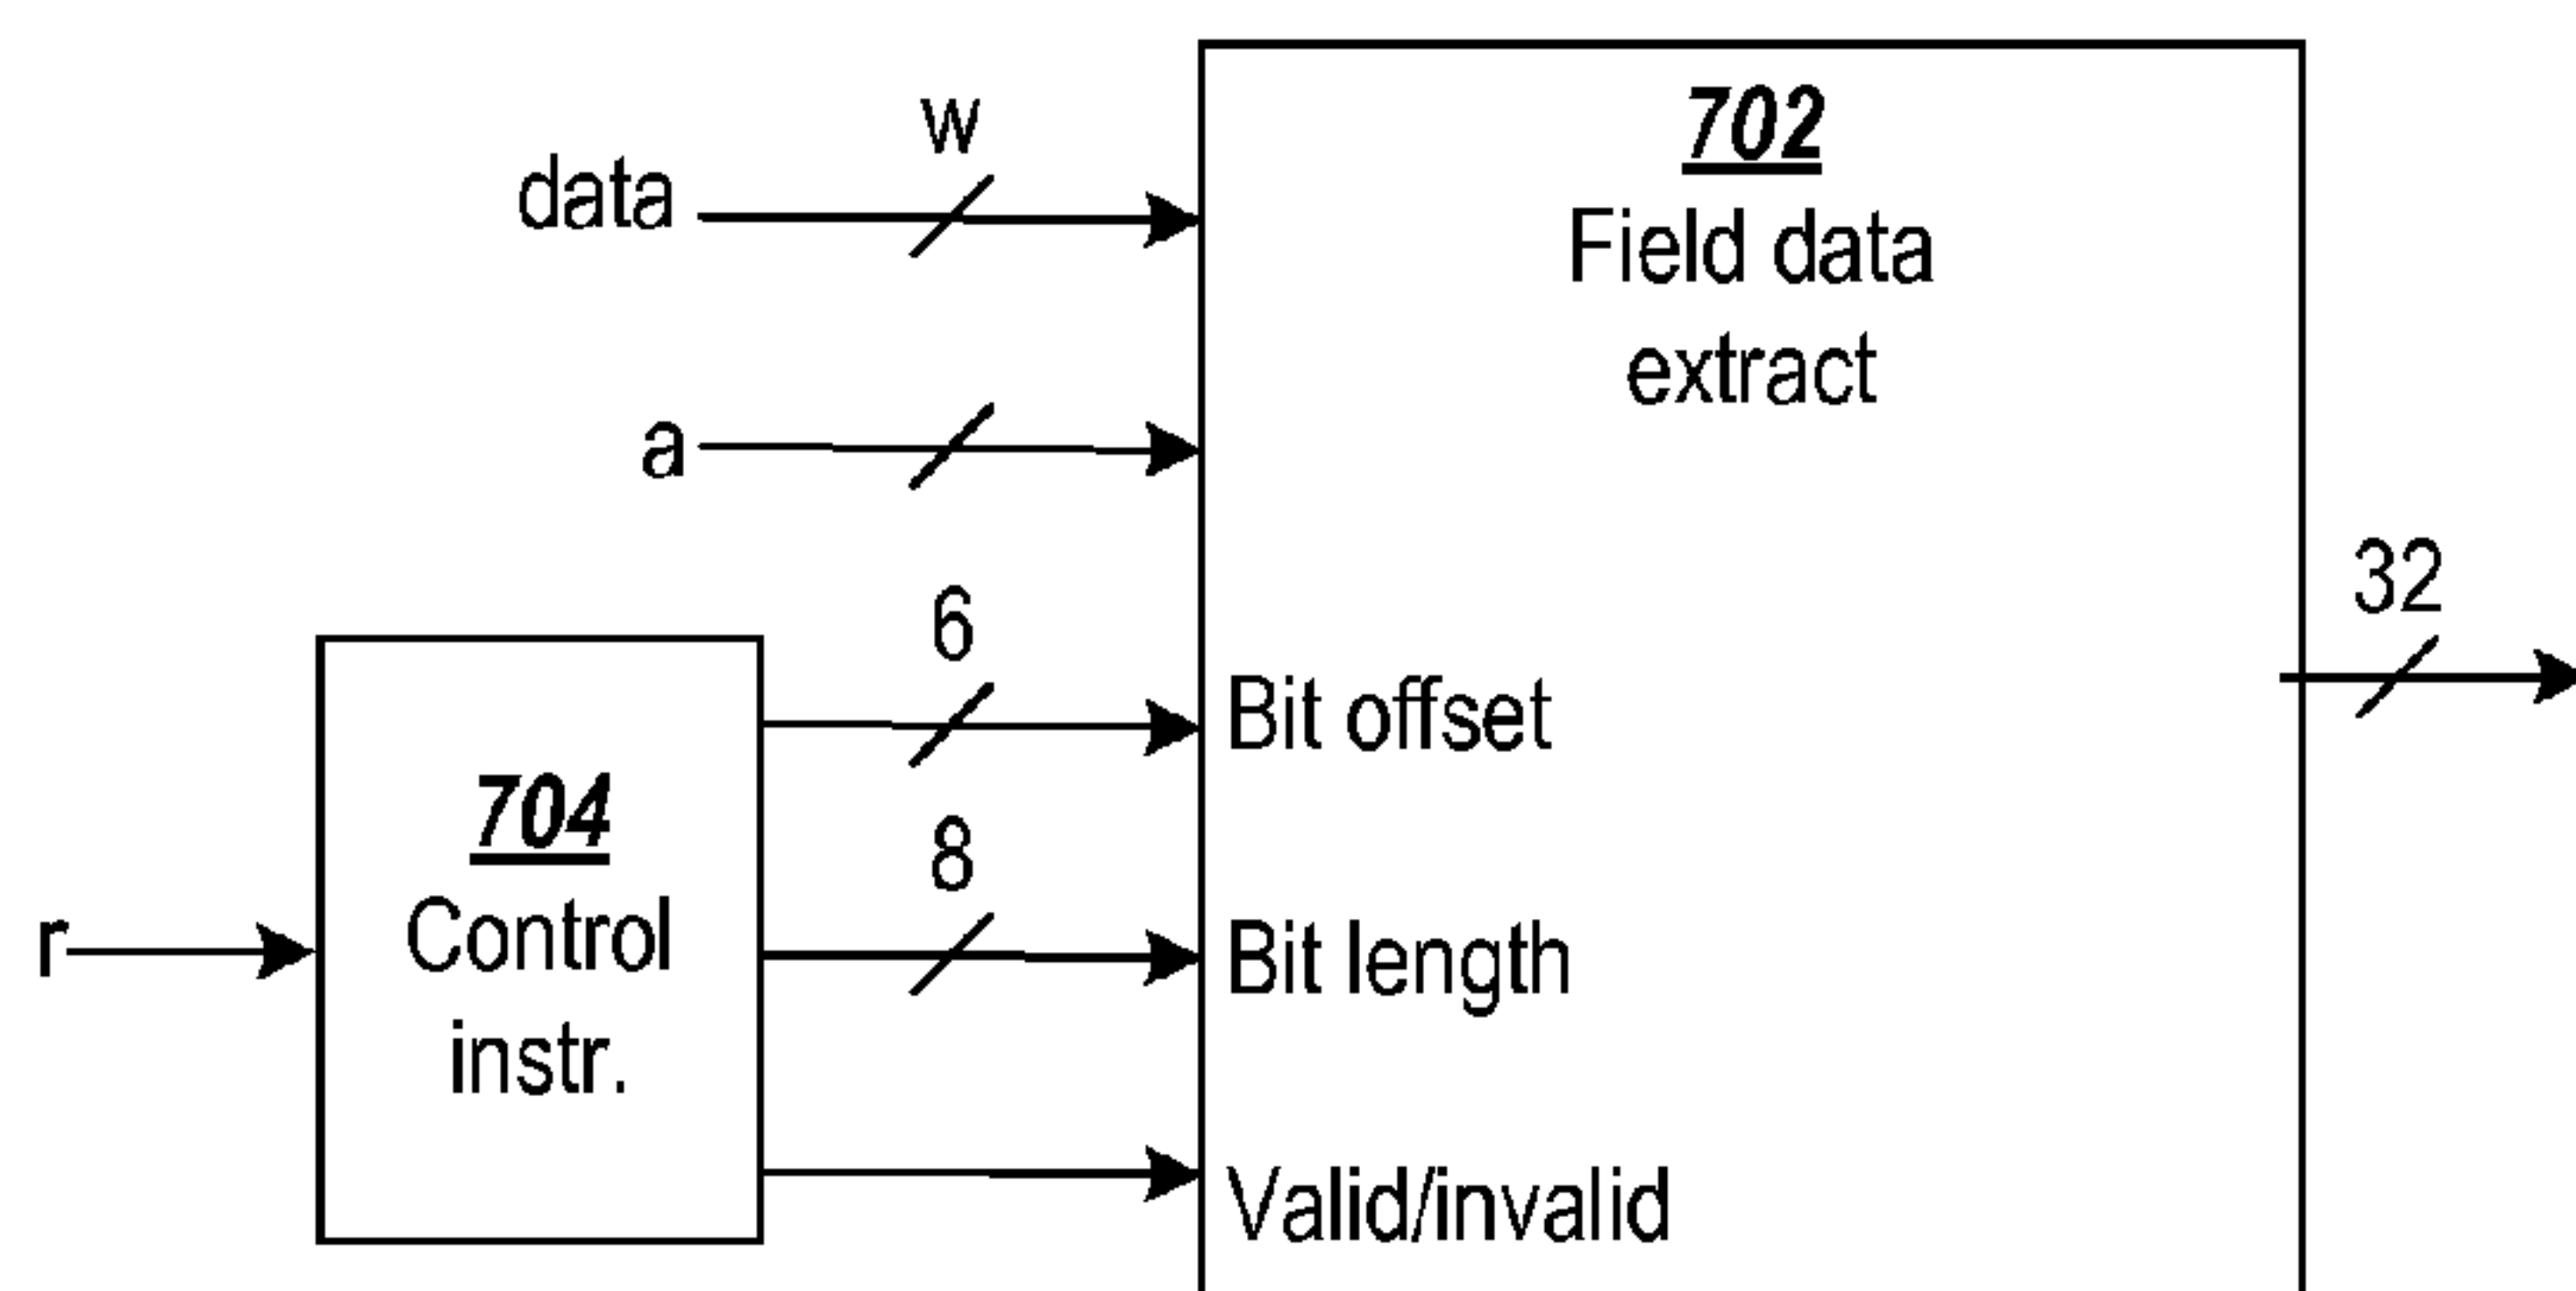 w
data
702
Field data
extract
a
32
6
Bit offset
704
Control
instr.
8
r
Bit length
Valid/invalid